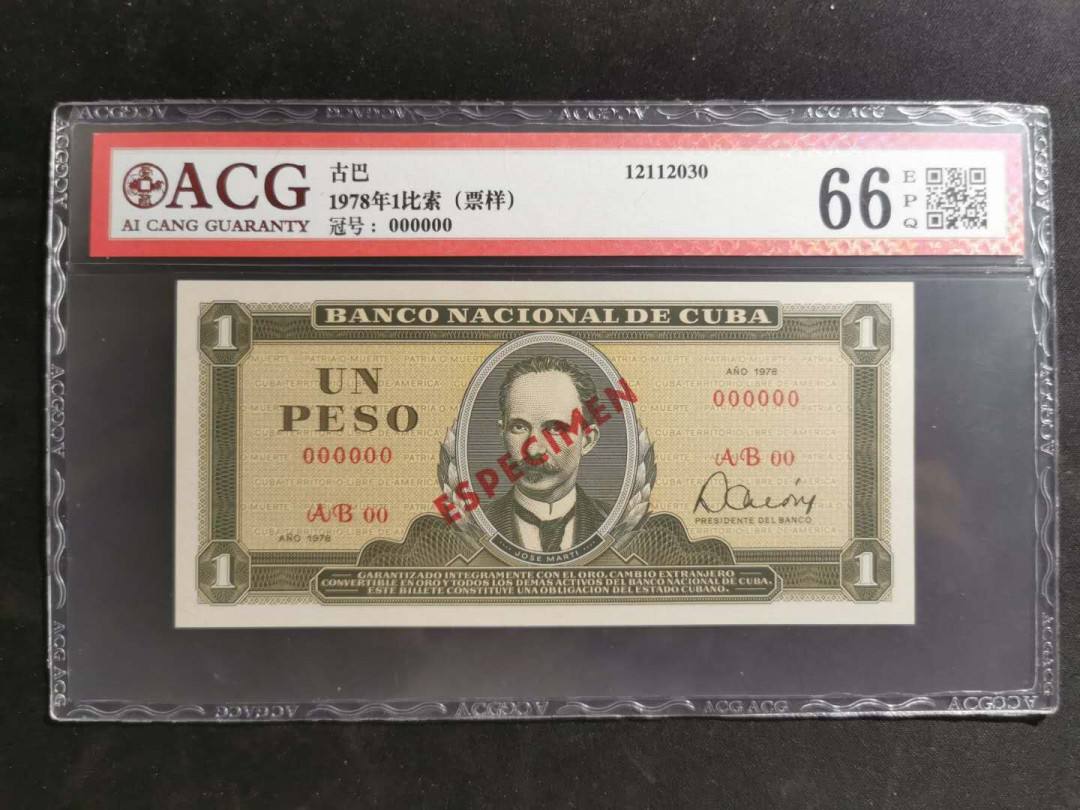 ACG
AI CANG GUARANTY
古巴
1978年1比索（票样）
冠号：000000
12112030
66
EPQ
BANCO NACIONAL DE CUBA
1
1
UN
PESO
AÑO 1978
000000
000000
AB 00
AB 00
ESPECIMEN
PRESIDENTE DEL BANCO
AÑO 1978
JOSE MARTI
1
1
GARANTIZADO INTEGRAMENTE CON EL ORO, CAMBIO EXTRANJERO
CONVERTIBLE EN ORO Y TODOS LOS DEMAS ACTIVOS DEL BANCO NACIONAL DE CUBA.
ESTE BILLETE CONSTITUYE UNA OBLIGACION DEL ESTADO CUBANO.